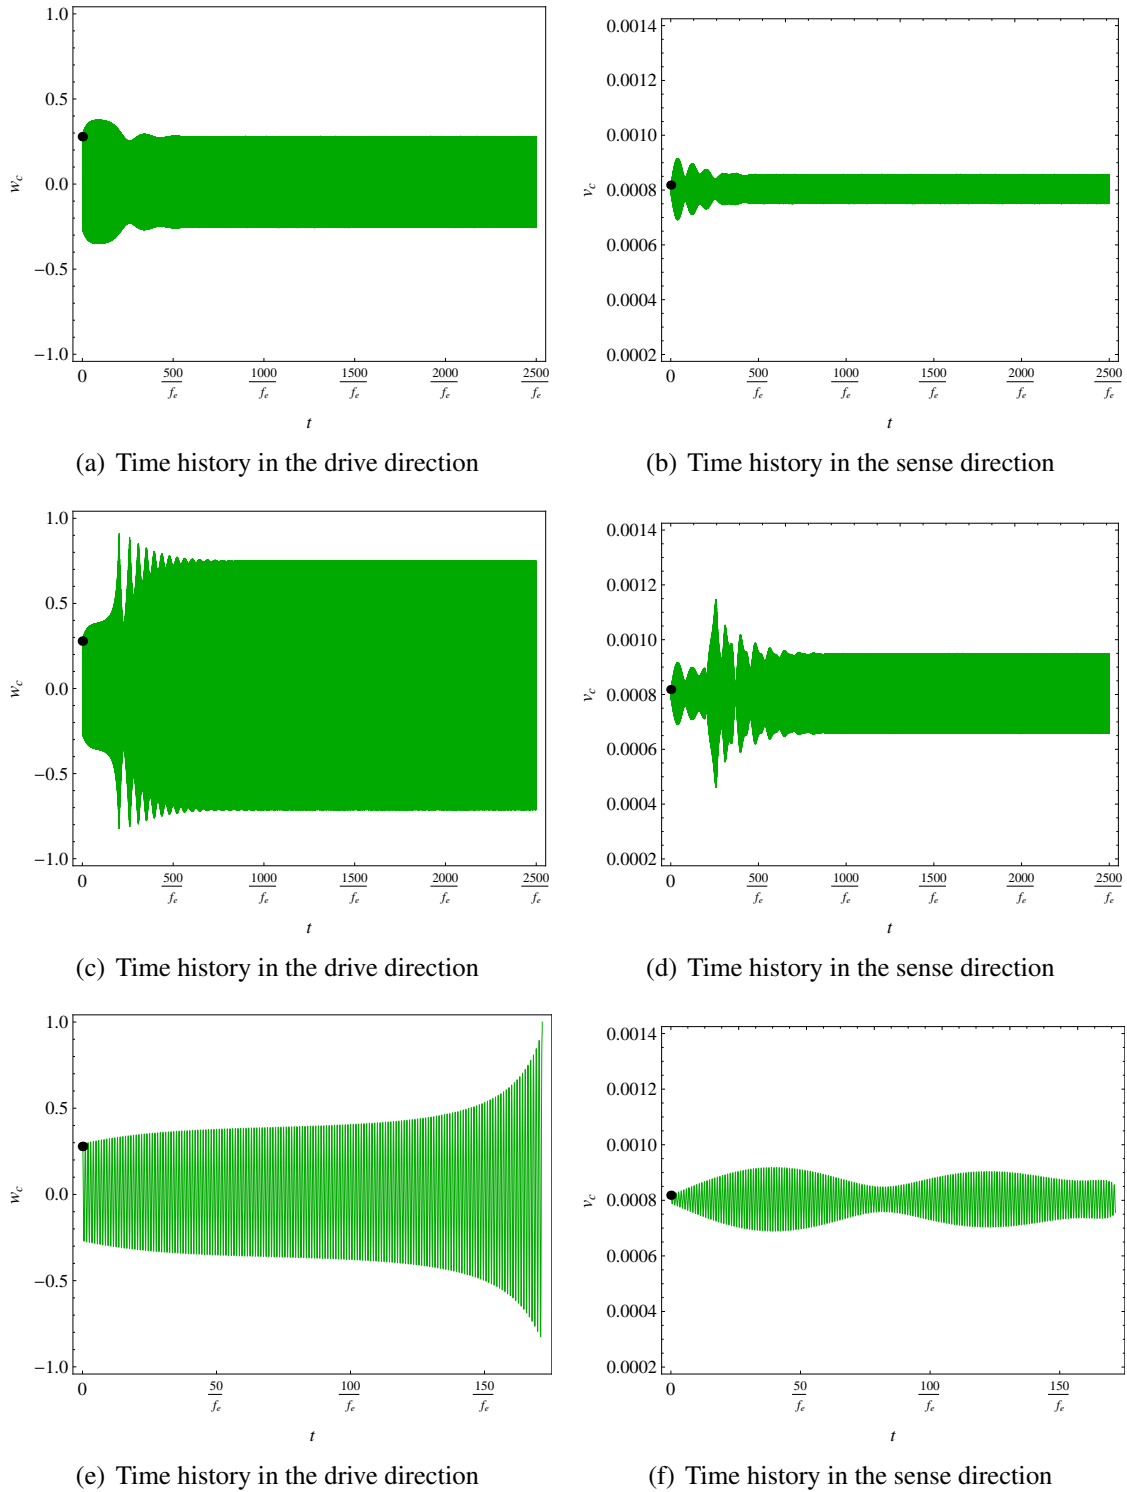 1.0
0.5
0.0
−0.5
−1.0
w_c
0 500/f_e 1000/f_e 1500/f_e 2000/f_e 2500/f_e
t
(a) Time history in the drive direction
0.0014
0.0012
0.0010
0.0008
0.0006
0.0004
0.0002
v_c
0 500/f_e 1000/f_e 1500/f_e 2000/f_e 2500/f_e
t
(b) Time history in the sense direction
1.0
0.5
0.0
−0.5
−1.0
w_c
0 500/f_e 1000/f_e 1500/f_e 2000/f_e 2500/f_e
t
(c) Time history in the drive direction
0.0014
0.0012
0.0010
0.0008
0.0006
0.0004
0.0002
v_c
0 500/f_e 1000/f_e 1500/f_e 2000/f_e 2500/f_e
t
(d) Time history in the sense direction
1.0
0.5
0.0
−0.5
−1.0
w_c
0 50/f_e 100/f_e 150/f_e
t
(e) Time history in the drive direction
0.0014
0.0012
0.0010
0.0008
0.0006
0.0004
0.0002
v_c
0 50/f_e 100/f_e 150/f_e
t
(f) Time history in the sense direction